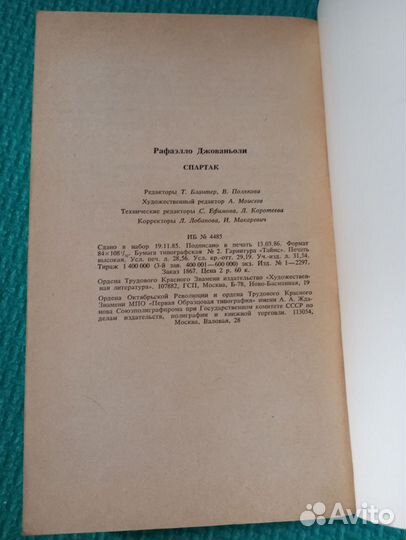 Рафаэлло Джованьоли
СПАРТАК
Редакторы Т. Блантер, В. Полякова
Художественный редактор А. Моисеев
Технические редакторы С. Ефимова, Л. Коротеева
Корректоры Л. Лобанова, И. Макаревич
ИБ № 4485
Сдано в набор 19.11.85. Подписано в печать 13.03.86. Формат
84×108¹/₃₂. Бумага типографская № 2. Гарнитура «Таймс». Печать
высокая. Усл. печ. л. 28,56. Усл. кр.-отт. 29,19. Уч.-изд. л. 31,34.
Тираж 1 400 000 (3-й зав. 400 001—600 000) экз. Изд. № I—2297.
Заказ 1867. Цена 2 р. 60 к.
Ордена Трудового Красного Знамени издательство «Художествен-
ная литература». 107882, ГСП, Москва, Б-78, Ново-Басманная, 19
Ордена Октябрьской Революции и ордена Трудового Красного
Знамени МПО «Первая Образцовая типография» имени А. А. Жда-
нова Союзполиграфпрома при Государственном комитете СССР по
делам издательств, полиграфии и книжной торговли. 113054,
Москва, Валовая, 28
Avito